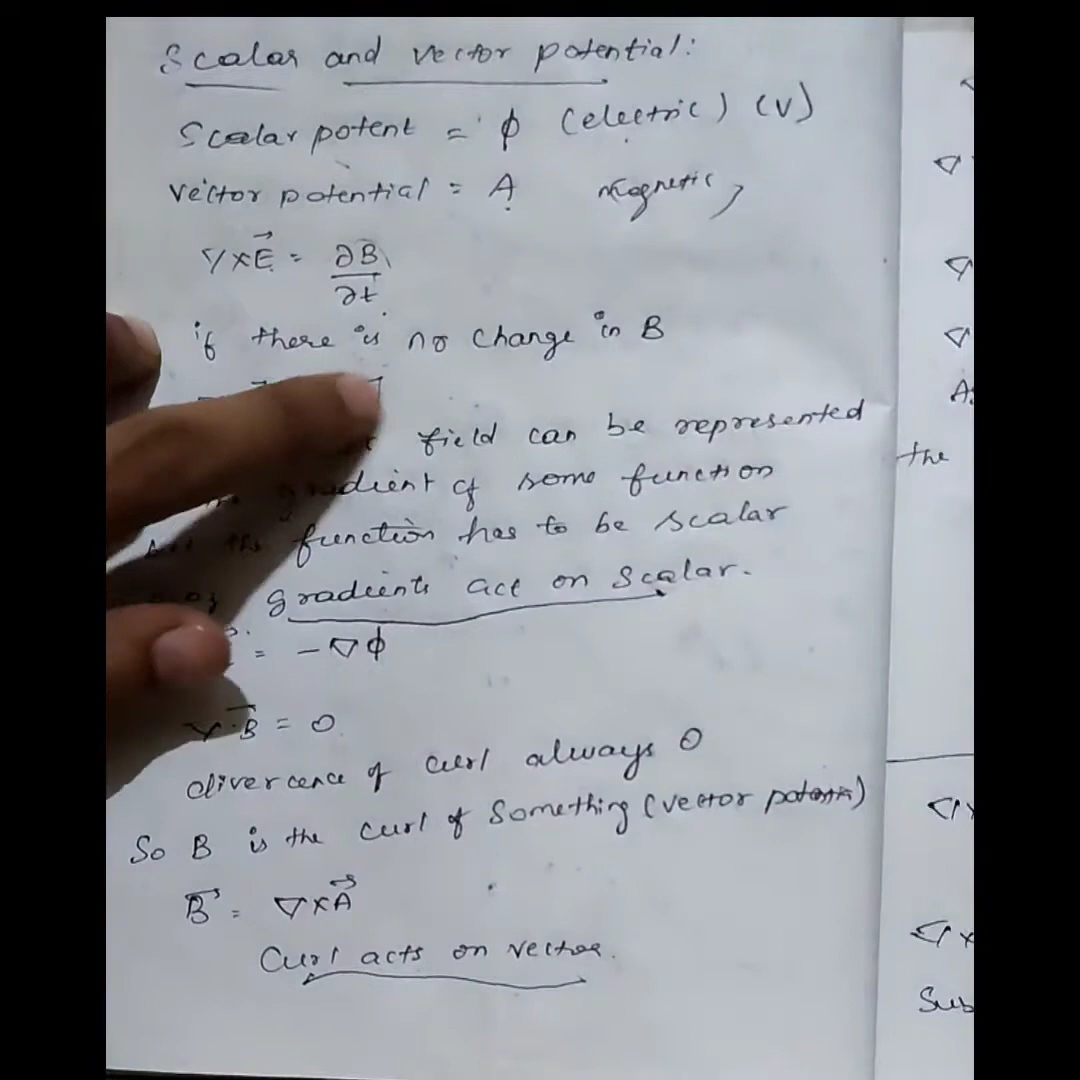 Scalar and vector potential:
Scalar potent = ϕ (electric) (V)
Vector potential = A magnetic
∇×E⃗ = ∂B/∂t
if there is no change in B
field can be represented
gradient of some function
the function has to be scalar
gradients act on scalar.
= -∇ϕ
∇·B⃗ = 0
divercence of curl always 0
So B is the curl of Something (vector potential)
B⃗ = ∇×A⃗
Curl acts on vector.
∇
∇
∇
∇
the
∇×
Sub